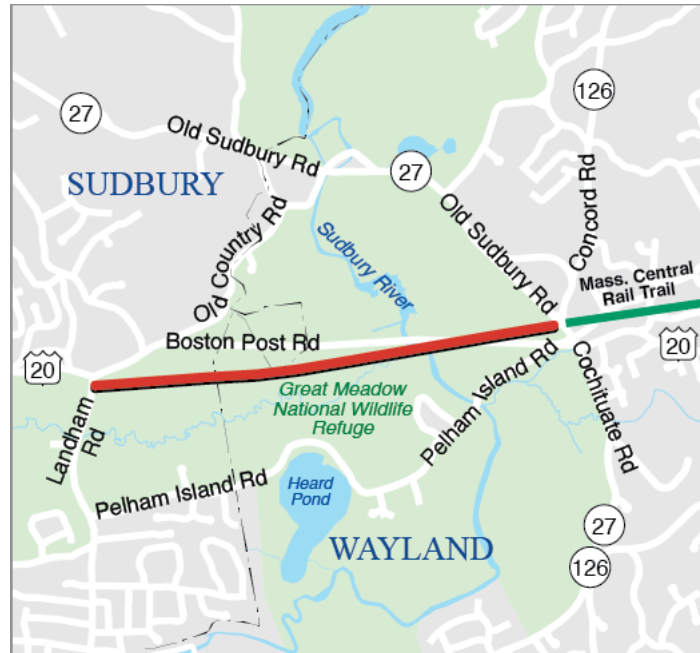 126
27
Old Sudbury Rd
SUDBURY
27
Old Sudbury Rd
Concord Rd
Old Country Rd
Sudbury River
Mass. Central
Rail Trail
Boston Post Rd
20
20
Great Meadow
National Wildlife
Refuge
Pelham Island Rd
Cochituate Rd
Landham
Rd
Pelham Island Rd
Heard
Pond
WAYLAND
27
126